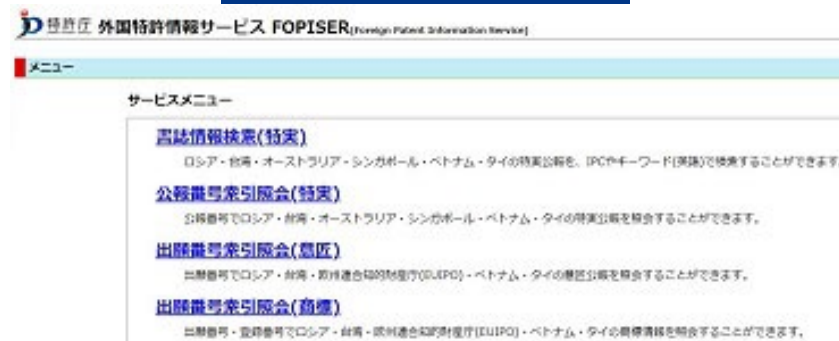 特許庁 外国特許情報サービス FOPISER(Foreign Patent Information Service)
メニュー
サービスメニュー
書誌情報検索(特実)
ロシア・台湾・オーストラリア・シンガポール・ベトナム・タイの特実公報を、IPCやキーワード(英語)で検索することができます。
公報番号索引照会(特実)
公報番号でロシア・台湾・オーストラリア・シンガポール・ベトナム・タイの特実公報を照会することができます。
出願番号索引照会(意匠)
出願番号でロシア・台湾・欧州連合知的財産庁(EUIPO)・ベトナム・タイの意匠公報を照会することができます。
出願番号索引照会(商標)
出願番号・登録番号でロシア・台湾・欧州連合知的財産庁(EUIPO)・ベトナム・タイの商標情報を照会することができます。